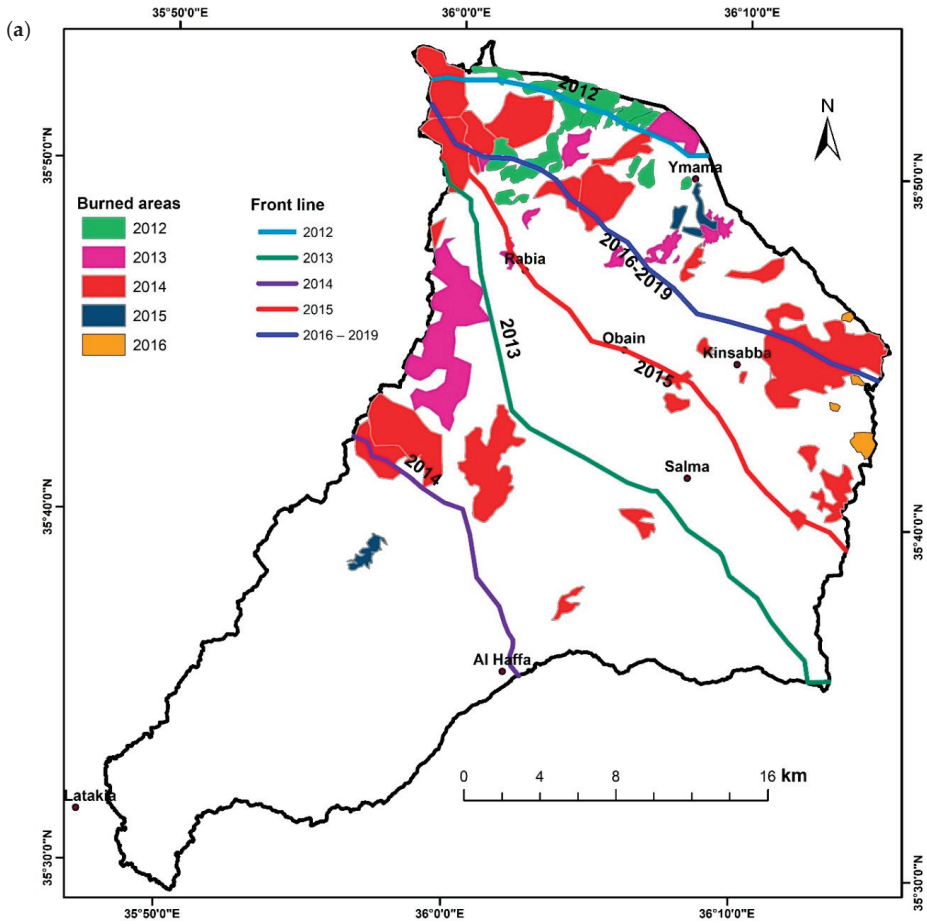 (a)
35°50'0"E 36°0'0"E 36°10'0"E
N
2012
35°50'0"N
Ymama
35°50'0"N
Burned areas
2012
2013
2014
2015
2016
Front line
2012
2013
2014
2015
2016 – 2019
2016-2019
Rabia
2013
Obain
Kinsabba
2015
2014
Salma
35°40'0"N
35°40'0"N
Al Haffa
0 4 8 16 km
Latakia
35°30'0"N
35°30'0"N
35°50'0"E 36°0'0"E 36°10'0"E